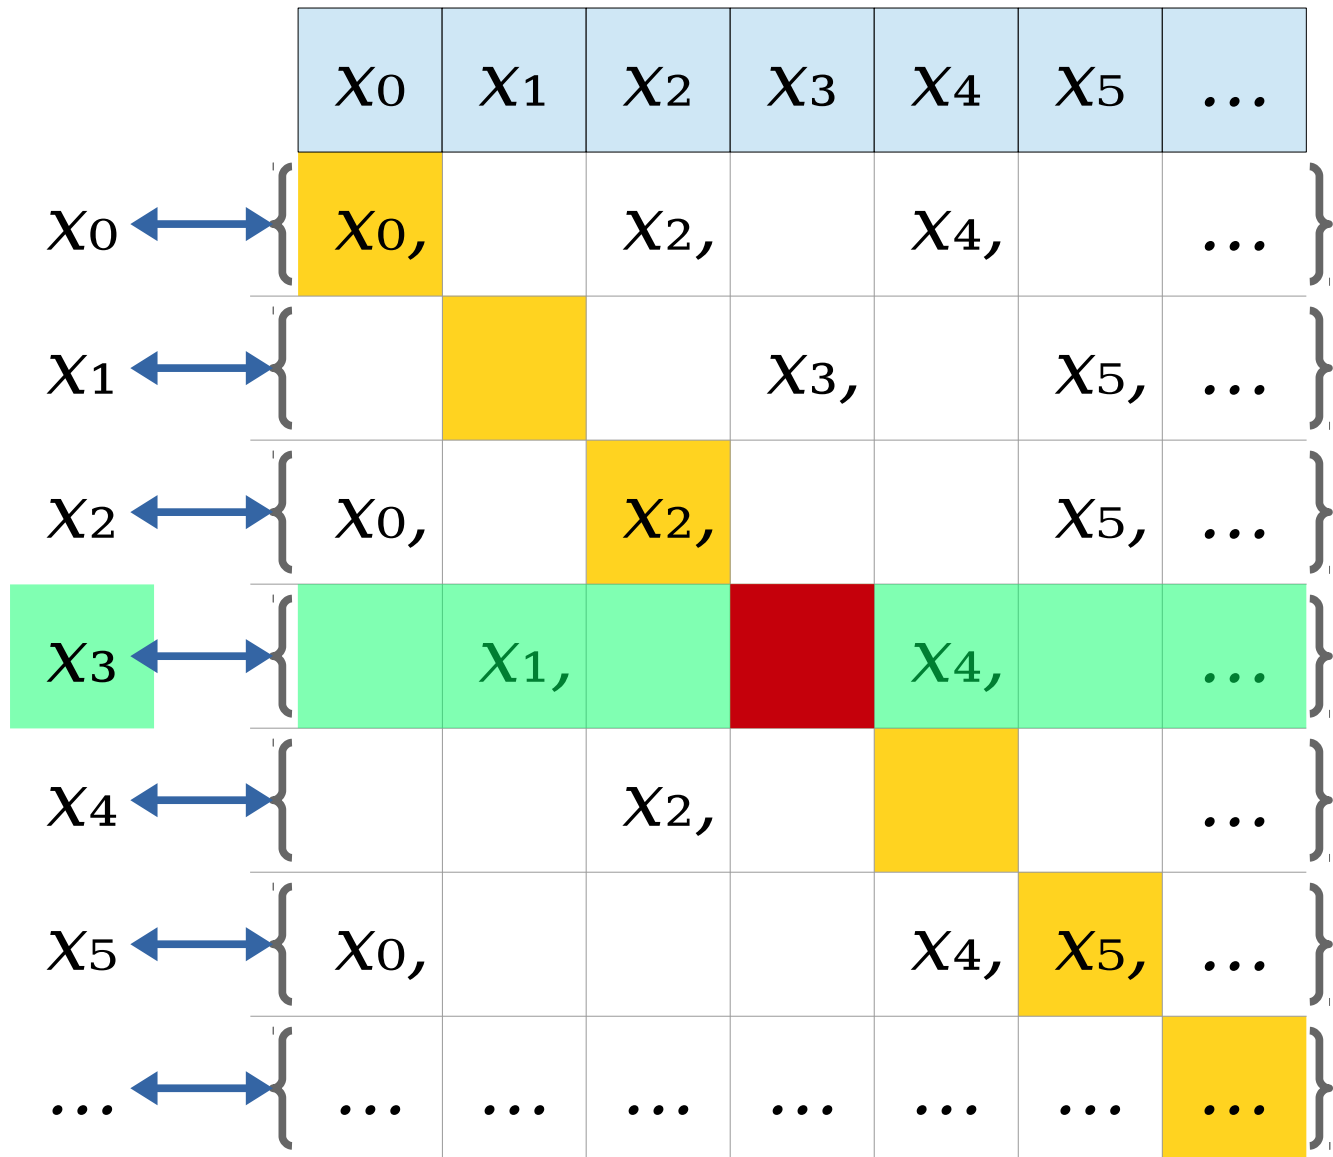 x₀ x₁ x₂ x₃ x₄ x₅ ...
x₀ { x₀, x₂, x₄, ... }
x₁ { x₃, x₅, ... }
x₂ { x₀, x₂, x₅, ... }
x₃ { x₁, x₄, ... }
x₄ { x₂, ... }
x₅ { x₀, x₄, x₅, ... }
... { ... ... ... ... ... ... ... }